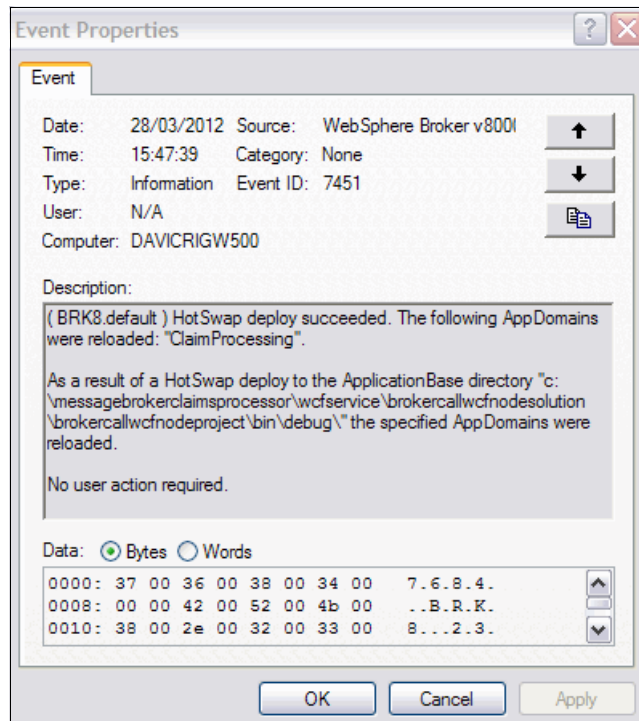 Event Properties
Event
Date: 28/03/2012 Source: WebSphere Broker v800
Time: 15:47:39 Category: None
Type: Information Event ID: 7451
User: N/A
Computer: DAVICRIGW500
Description:
( BRK8.default ) HotSwap deploy succeeded. The following AppDomains
were reloaded: "ClaimProcessing".
As a result of a HotSwap deploy to the ApplicationBase directory "c:
\messagebrokerclaimsprocessor\wcfservice\brokercallwcfnodesolution
\brokercallwcfnodeproject\bin\debug\" the specified AppDomains were
reloaded.
No user action required.
Data: Bytes Words
0000: 37 00 36 00 38 00 34 00 7.6.8.4.
0008: 00 00 42 00 52 00 4b 00 ..B.R.K.
0010: 38 00 2e 00 32 00 33 00 8...2.3.
OK Cancel Apply